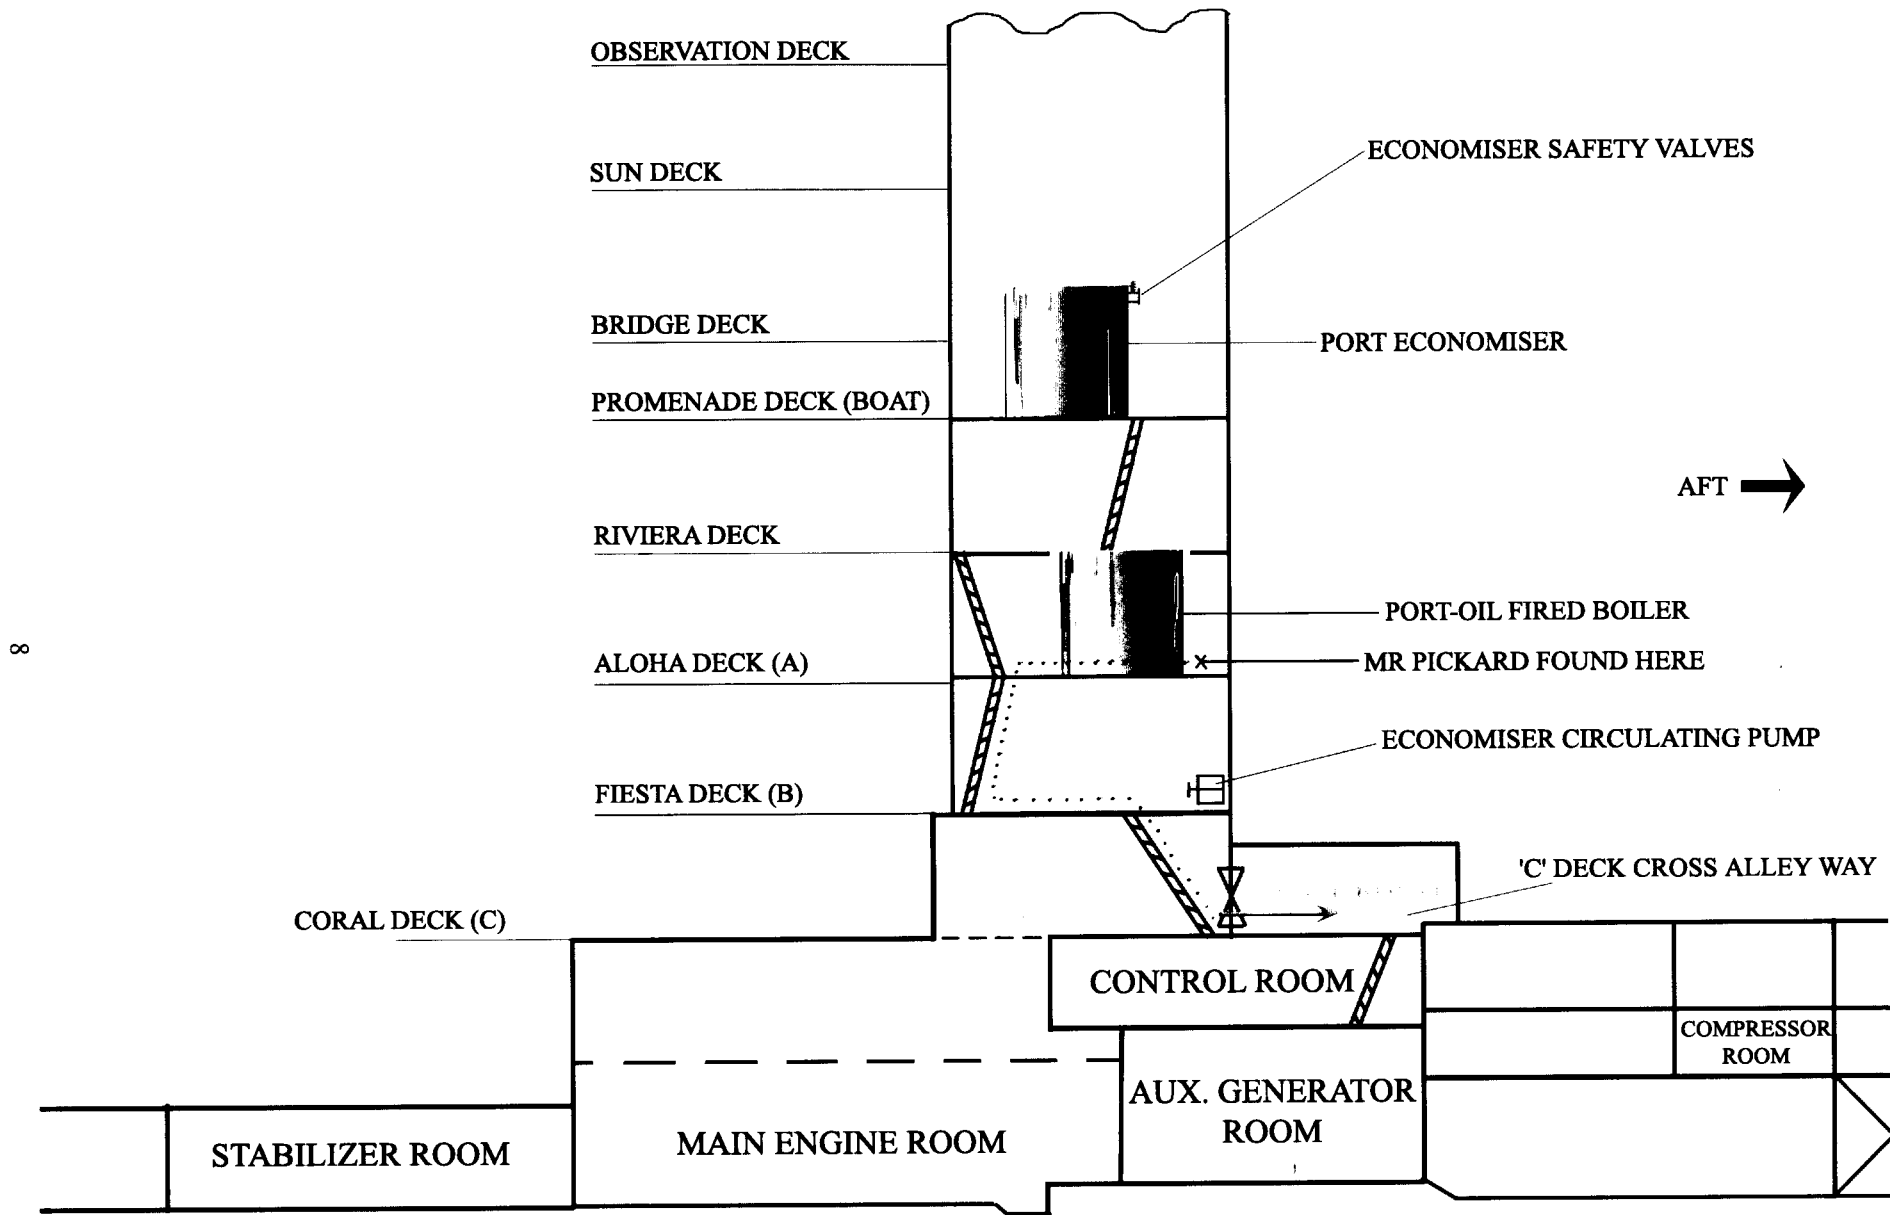 OBSERVATION DECK
ECONOMISER SAFETY VALVES
SUN DECK
BRIDGE DECK
PORT ECONOMISER
PROMENADE DECK (BOAT)
AFT
RIVIERA DECK
PORT-OIL FIRED BOILER
8
ALOHA DECK (A)
X
MR PICKARD FOUND HERE
ECONOMISER CIRCULATING PUMP
FIESTA DECK (B)
'C' DECK CROSS ALLEY WAY
CORAL DECK (C)
CONTROL ROOM
COMPRESSOR
ROOM
AUX. GENERATOR
ROOM
MAIN ENGINE ROOM
STABILIZER ROOM